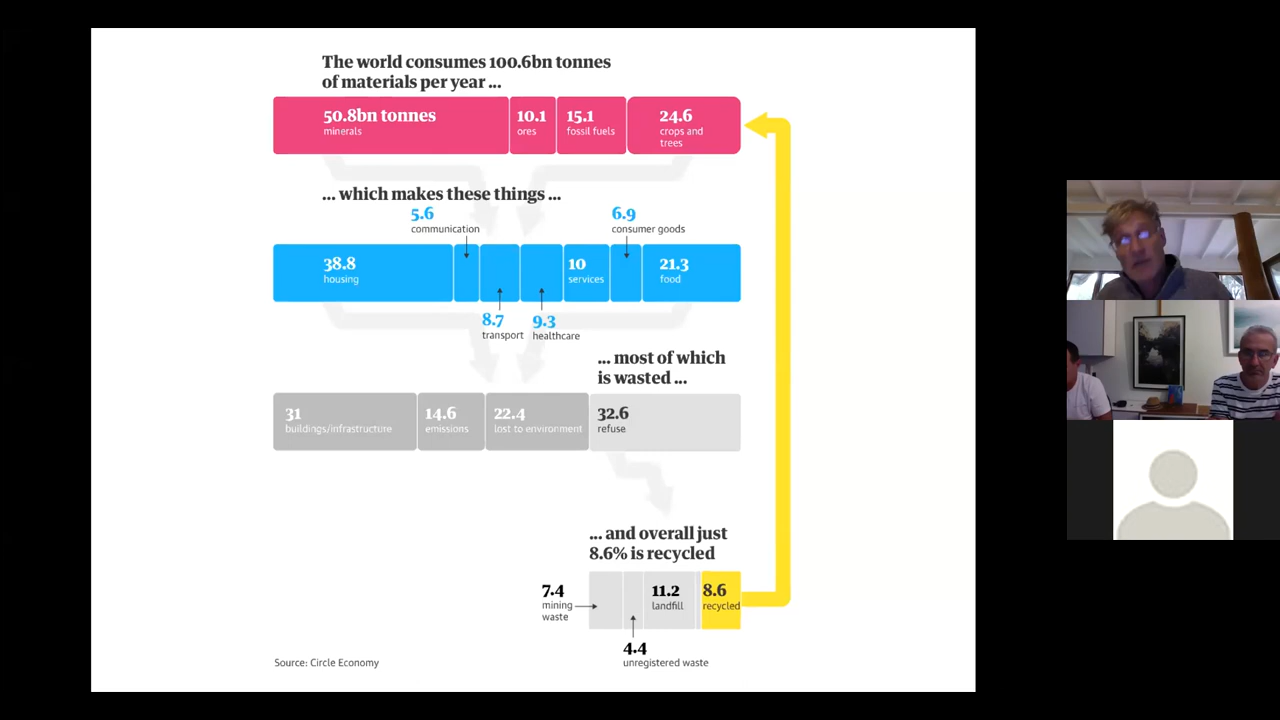 The world consumes 100.6bn tonnes
of materials per year ...
50.8bn tonnes
minerals
10.1
ores
15.1
fossil fuels
24.6
crops and
trees
... which makes these things ...
5.6
communication
6.9
consumer goods
38.8
housing
10
services
21.3
food
8.7
transport
9.3
healthcare
... most of which
is wasted ...
31
buildings/infrastructure
14.6
emissions
22.4
lost to environment
32.6
refuse
... and overall just
8.6% is recycled
7.4
mining
waste
11.2
landfill
8.6
recycled
4.4
unregistered waste
Source: Circle Economy